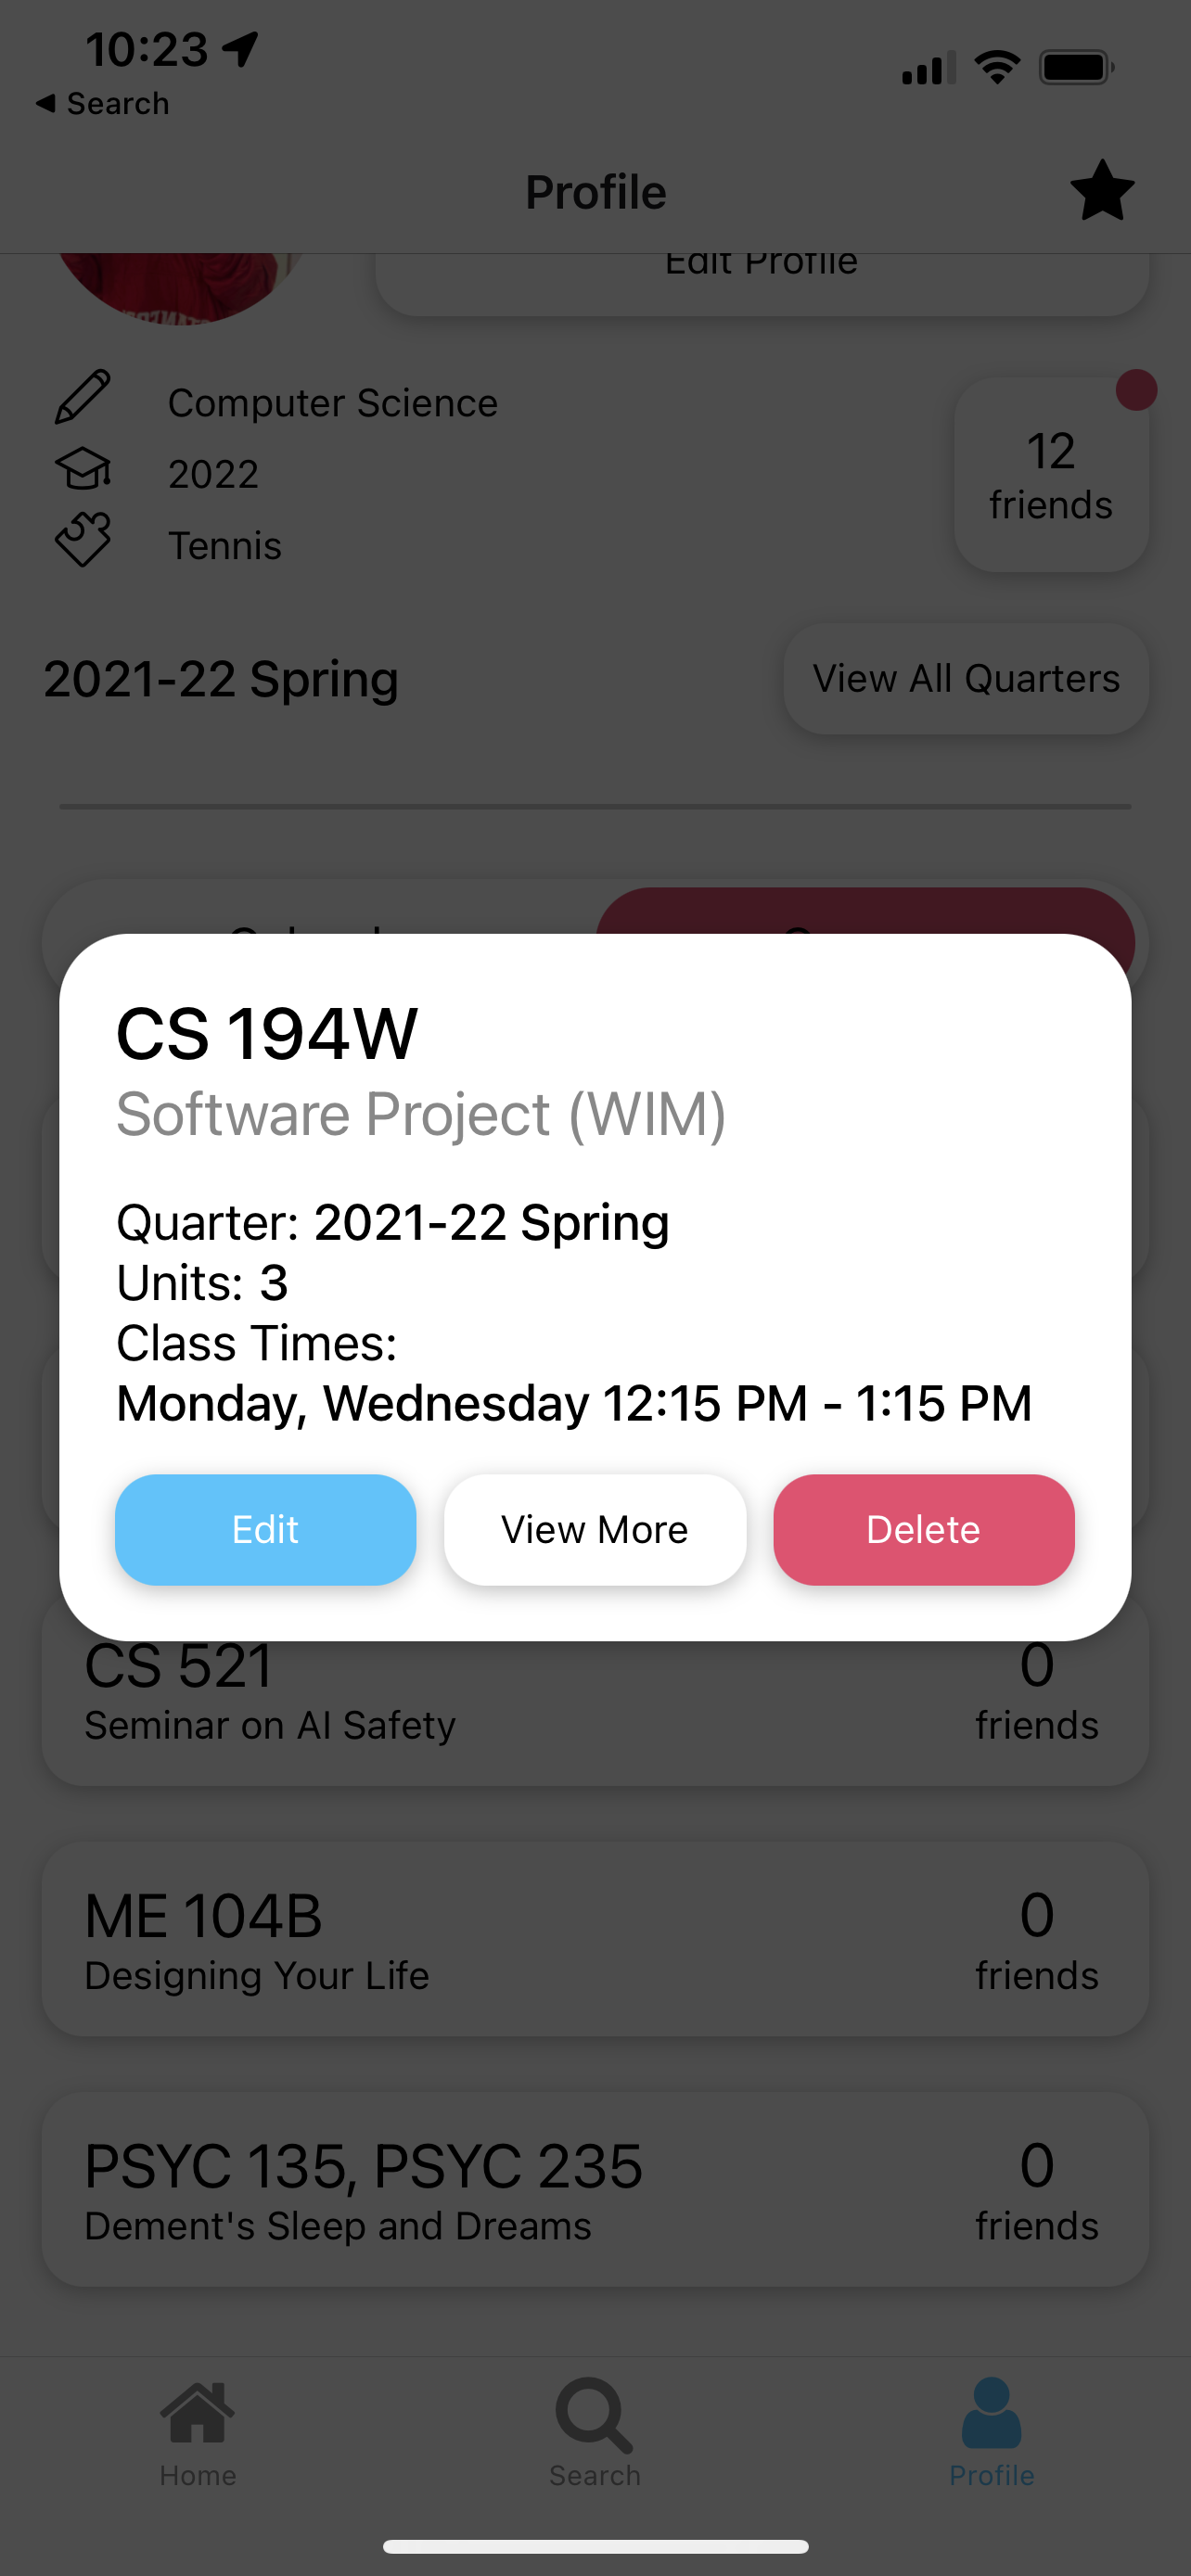 10:23
Search
Profile
Edit Profile
Computer Science
2022
Tennis
12
friends
2021-22 Spring
View All Quarters
CS 194W
Software Project (WIM)
Quarter: 2021-22 Spring
Units: 3
Class Times:
Monday, Wednesday 12:15 PM - 1:15 PM
Edit
View More
Delete
CS 521
0
Seminar on AI Safety
friends
ME 104B
0
Designing Your Life
friends
PSYC 135, PSYC 235
0
Dement's Sleep and Dreams
friends
Home
Search
Profile